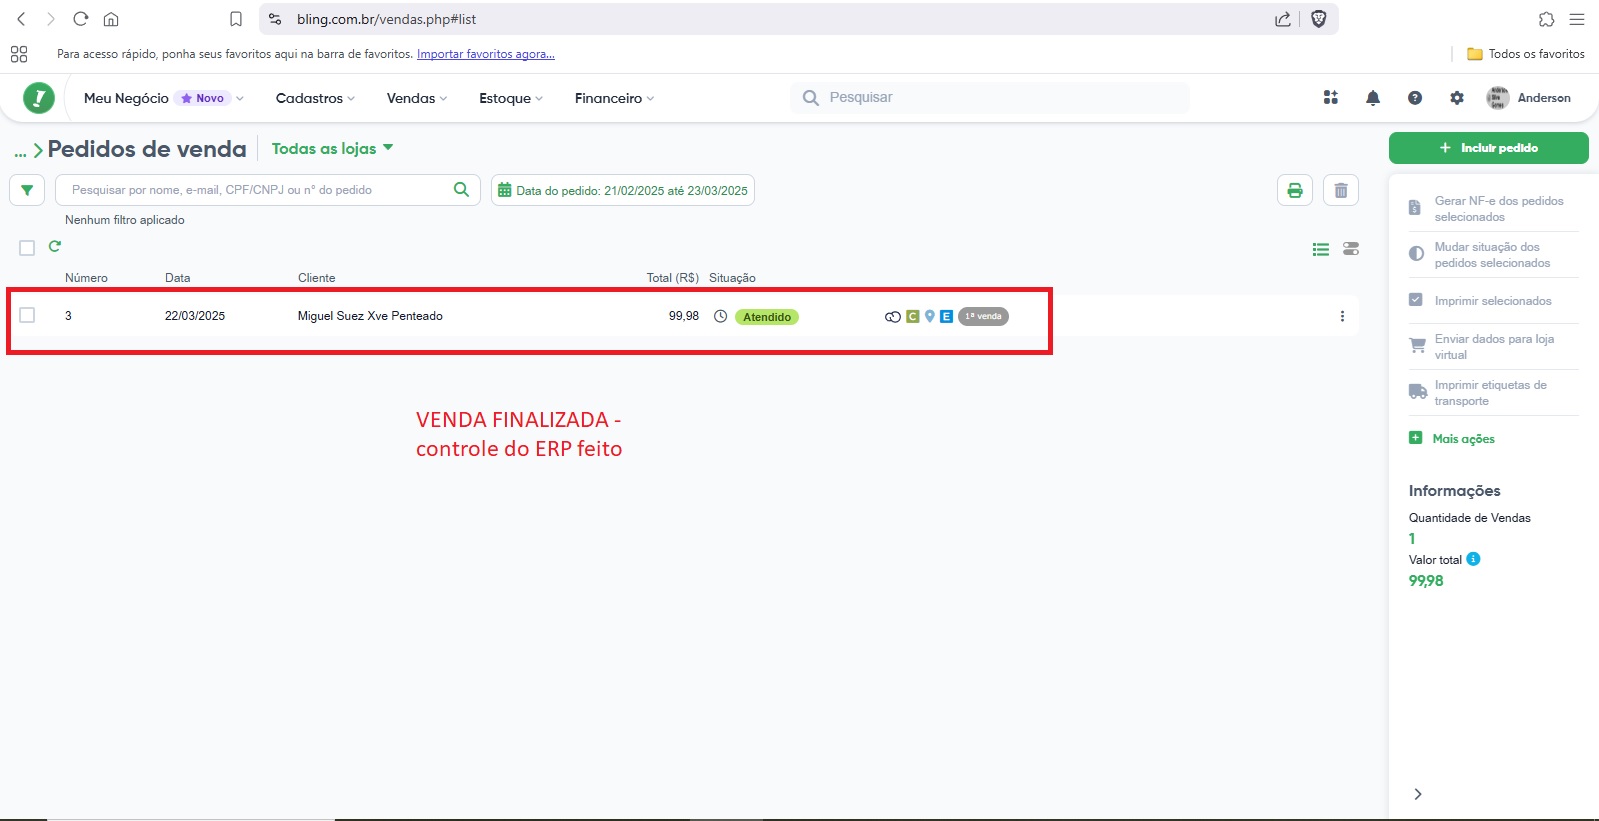 bling.com.br/vendas.php#list
Para acesso rápido, ponha seus favoritos aqui na barra de favoritos. Importar favoritos agora...
Todos os favoritos
Meu Negócio Novo
Cadastros
Vendas
Estoque
Financeiro
Pesquisar
Anderson
... Pedidos de venda
Todas as lojas
+ Incluir pedido
Pesquisar por nome, e-mail, CPF/CNPJ ou n° do pedido
Data do pedido: 21/02/2025 até 23/03/2025
Nenhum filtro aplicado
Número Data Cliente Total (R$) Situação
3 22/03/2025 Miguel Suez Xve Penteado 99,98 Atendido C E 1ª venda
VENDA FINALIZADA -
controle do ERP feito
Gerar NF-e dos pedidos
selecionados
Mudar situação dos
pedidos selecionados
Imprimir selecionados
Enviar dados para loja
virtual
Imprimir etiquetas de
transporte
Mais ações
Informações
Quantidade de Vendas
1
Valor total
99,98